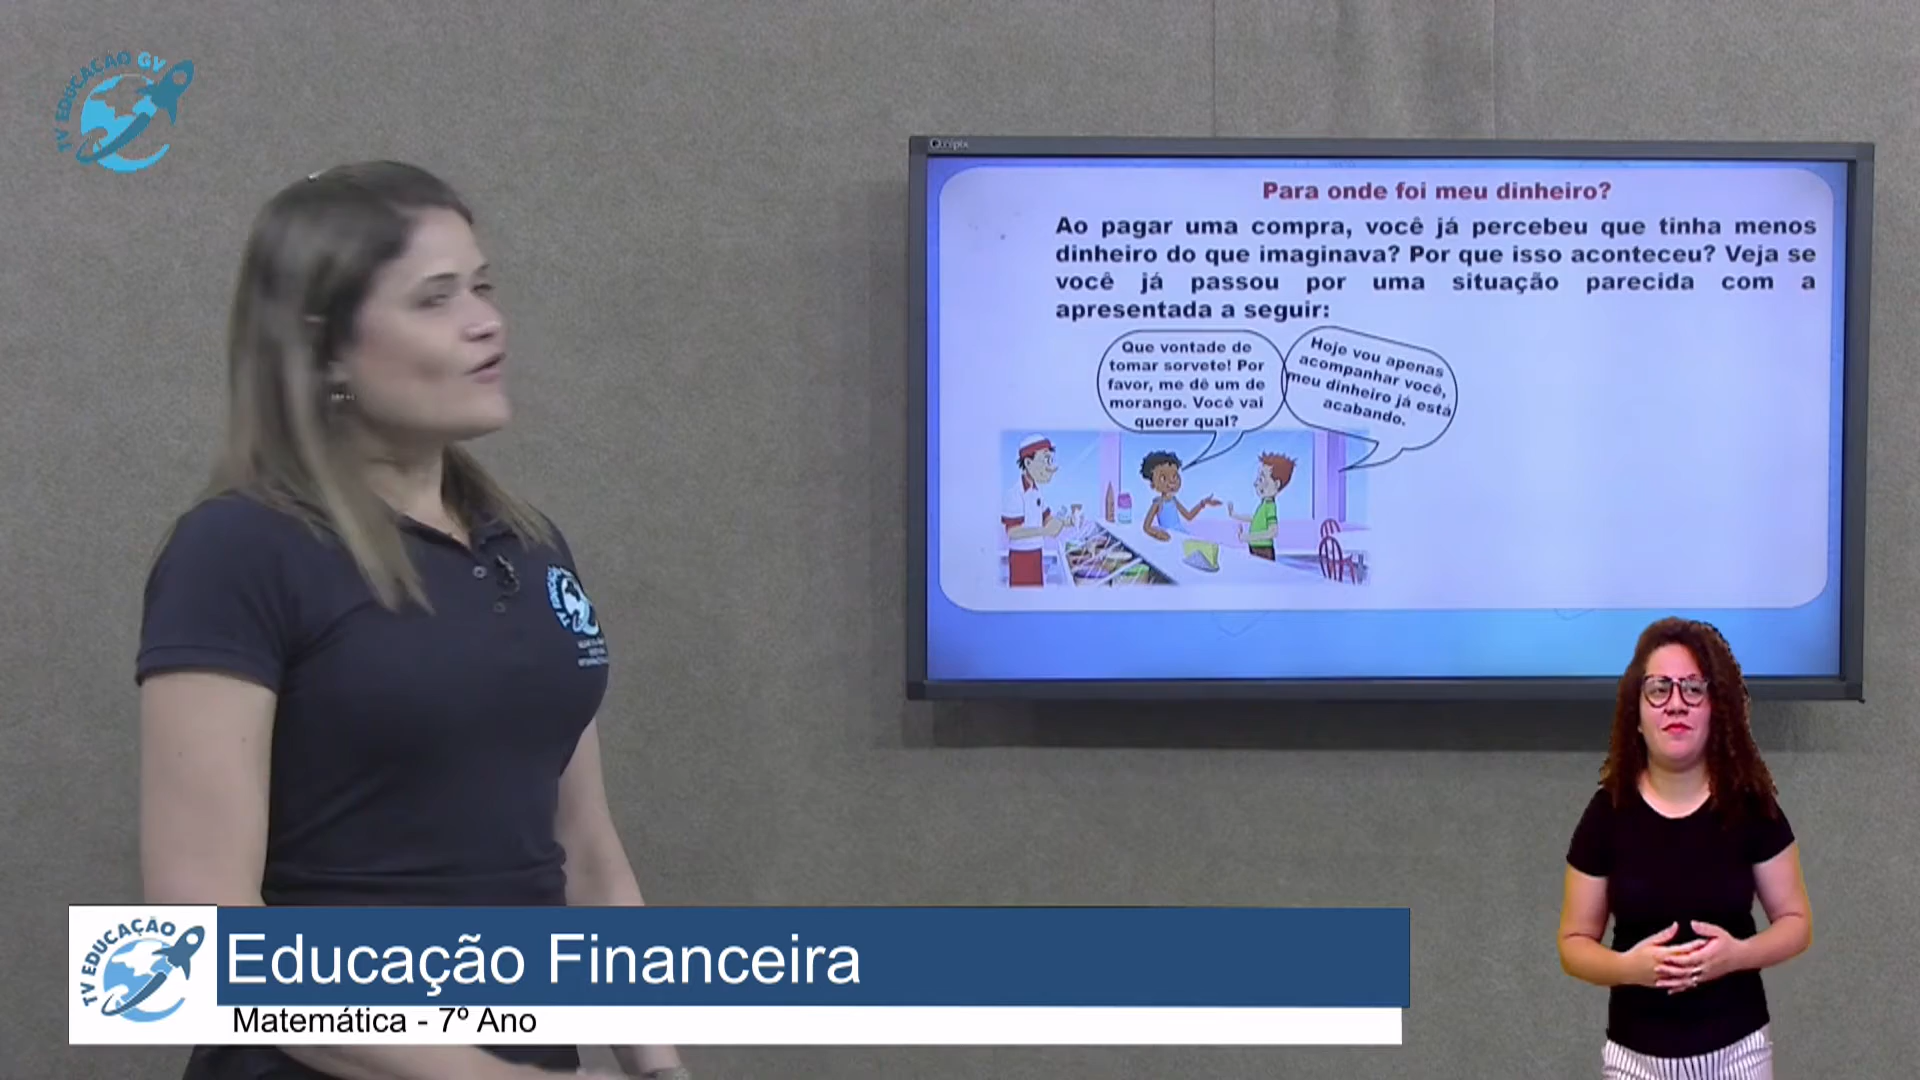 TV EDUCAÇÃO GV
Para onde foi meu dinheiro?
Ao pagar uma compra, você já percebeu que tinha menos
dinheiro do que imaginava? Por que isso aconteceu? Veja se
você já passou por uma situação parecida com a
apresentada a seguir:
Que vontade de
tomar sorvete! Por
favor, me dê um de
morango. Você vai
querer qual?
Hoje vou apenas
acompanhar você,
meu dinheiro já está
acabando.
TV EDUCAÇÃO
Educação Financeira
Matemática - 7º Ano